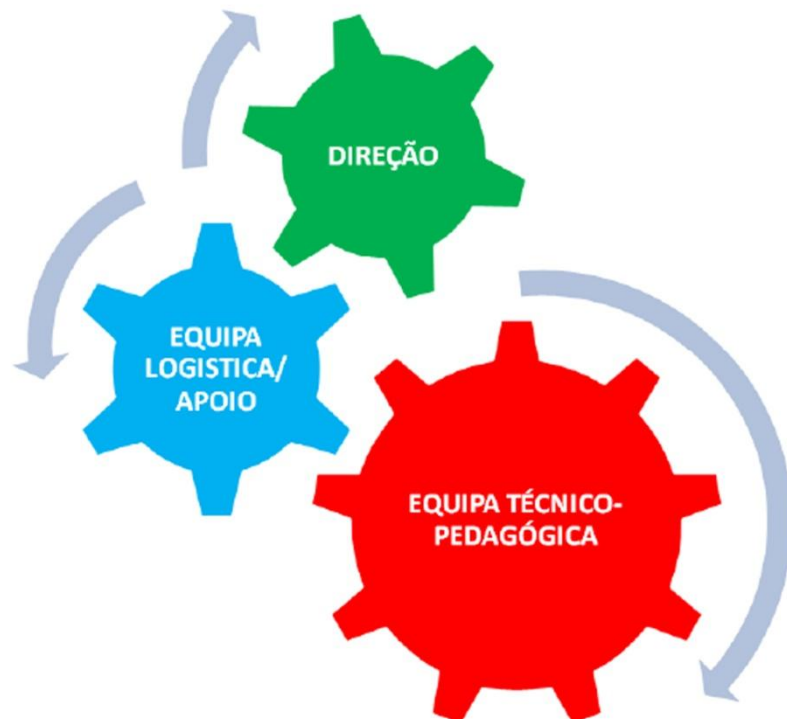 DIREÇÃO
EQUIPA
LOGISTICA/
APOIO
EQUIPA TÉCNICO-
PEDAGÓGICA